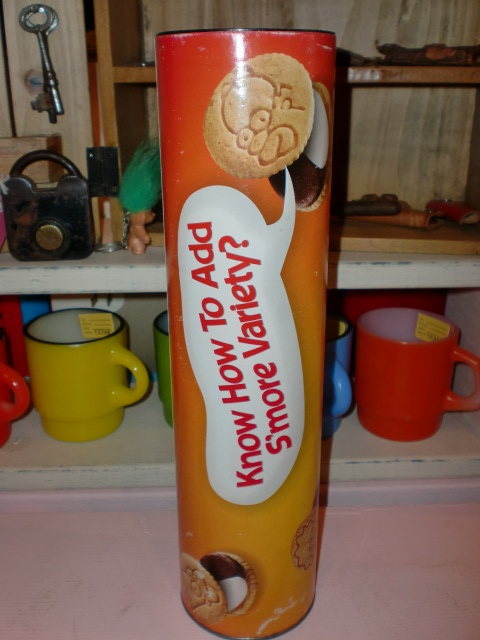 Know How To Add
S'more Variety?